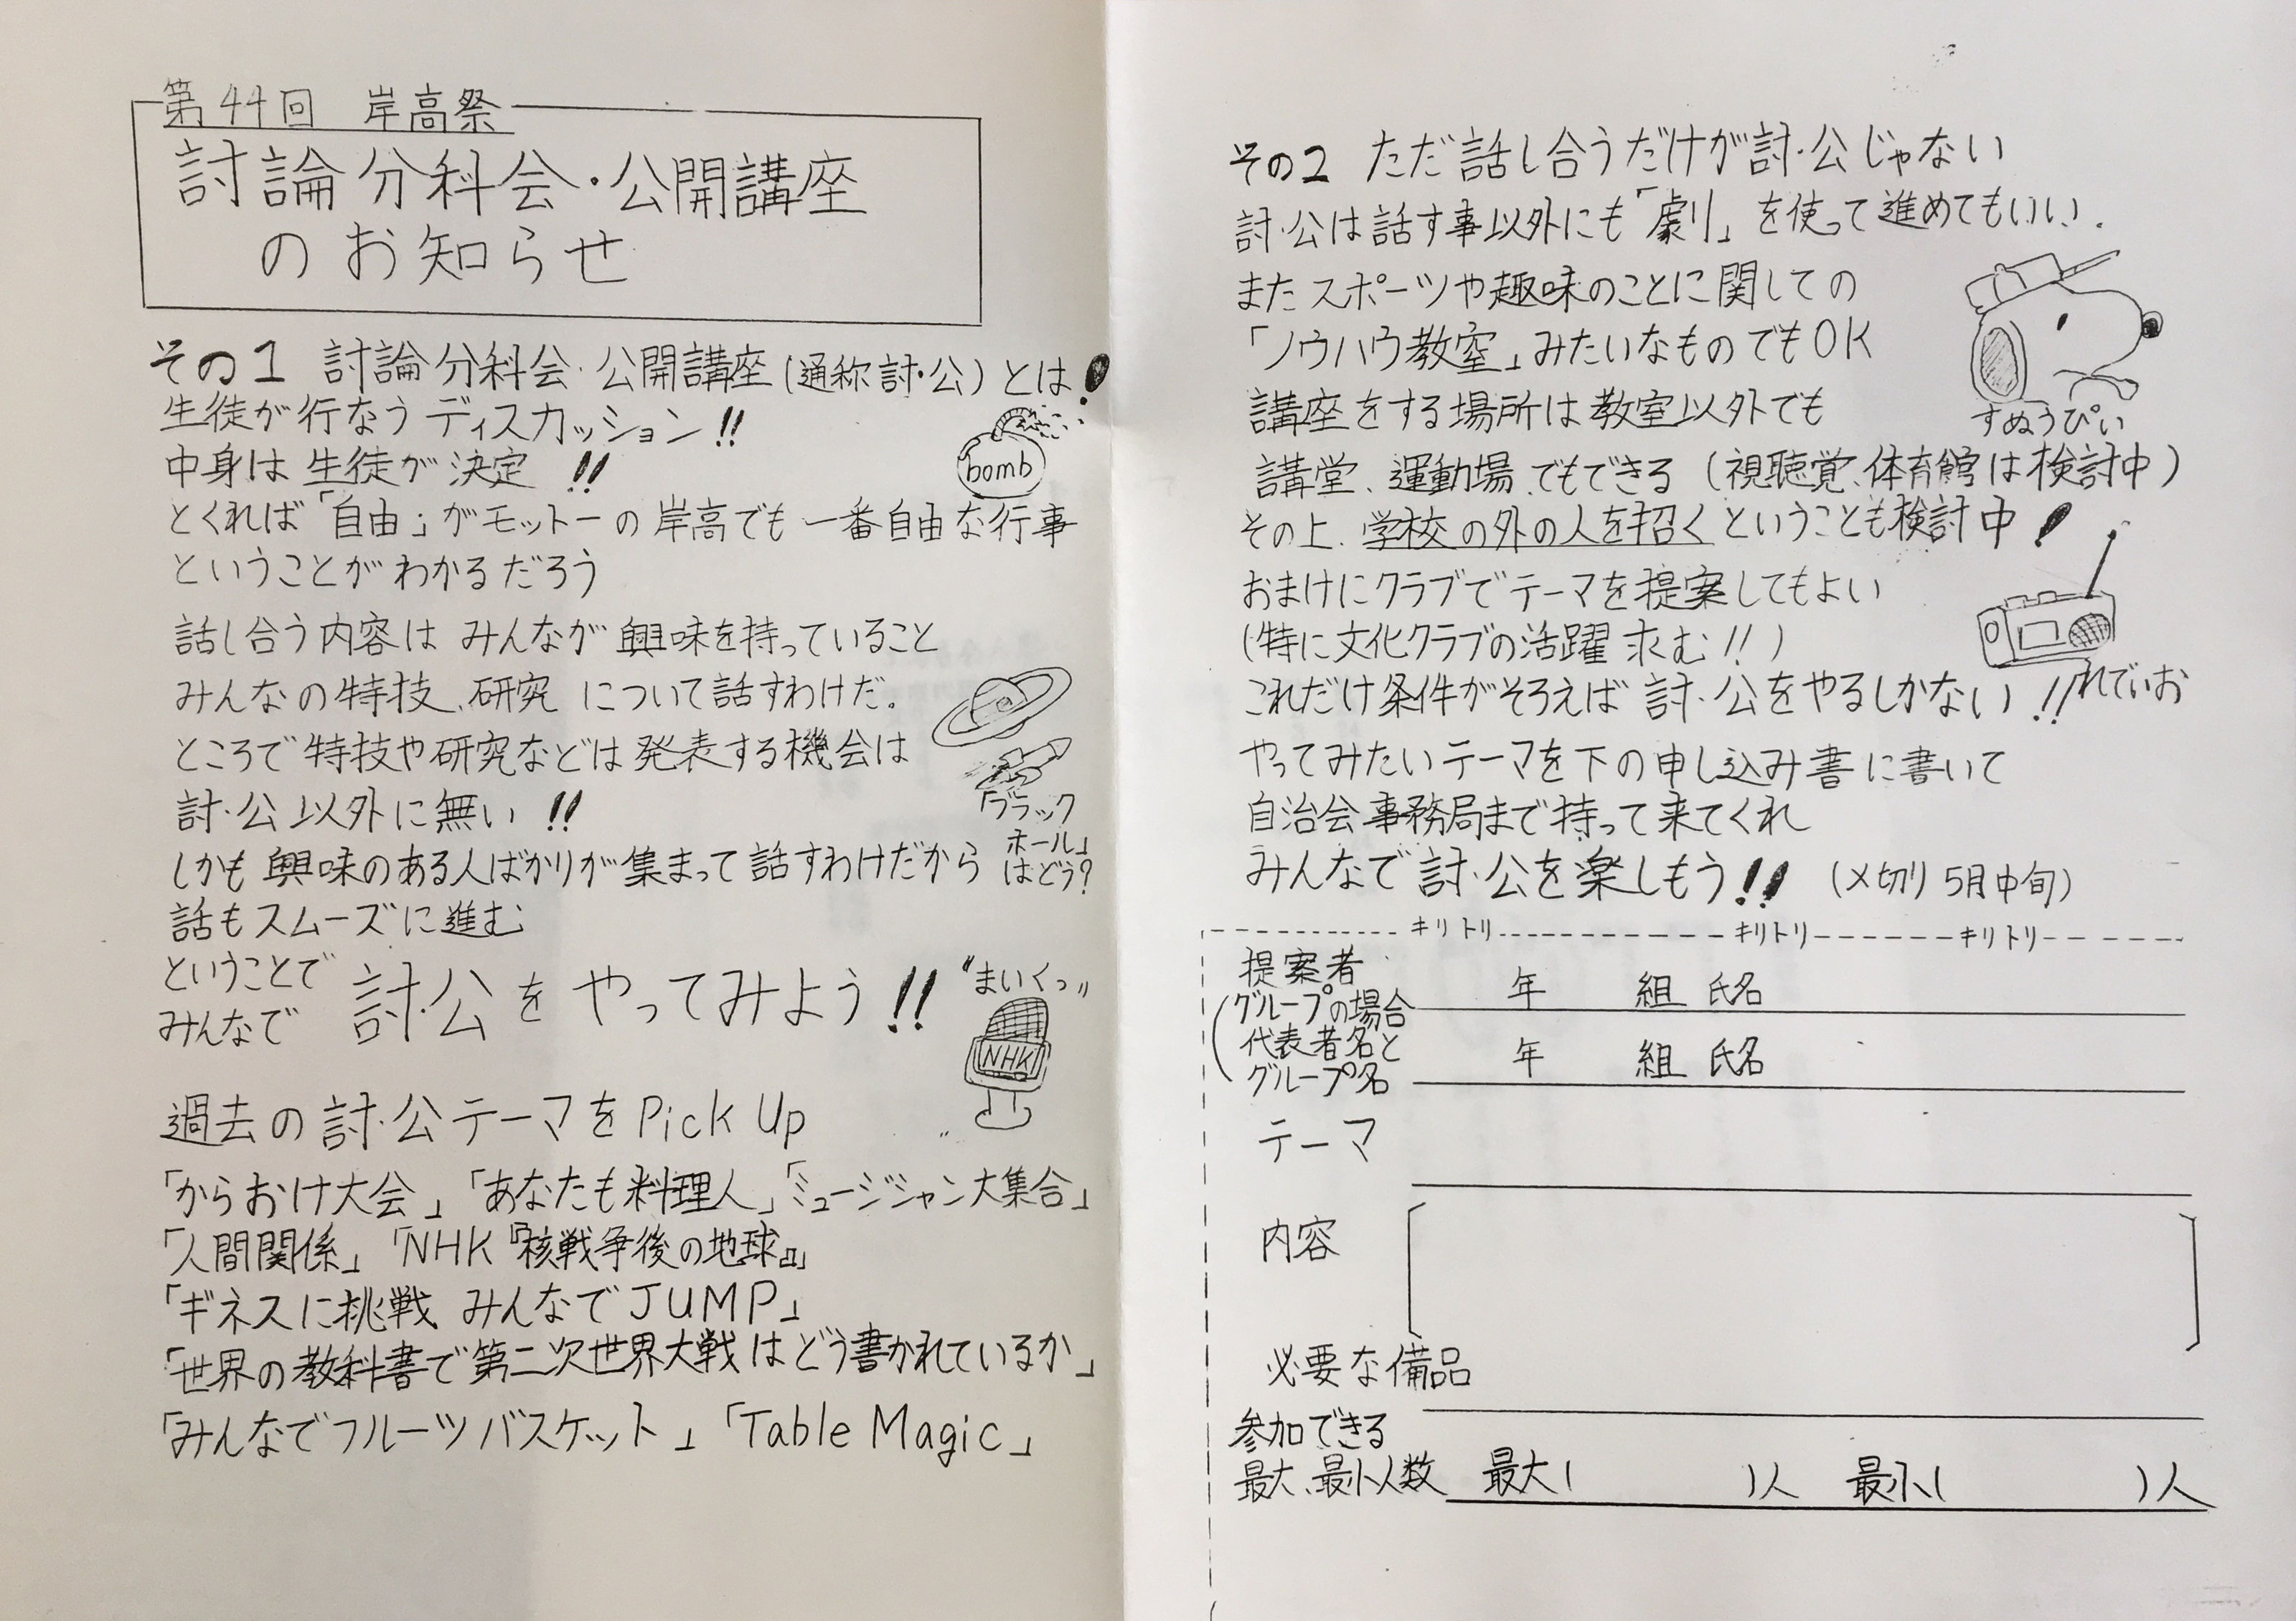 第44回 岸高祭
討論分科会・公開講座
のお知らせ
その1 討論分科会・公開講座(通称討・公)とは!
生徒が行なうディスカッション!!
中身は生徒が決定 !!
bomb
とくれば「自由」がモットーの岸高でも一番自由な行事
ということがわかるだろう
話し合う内容はみんなが興味を持っていること
みんなの特技、研究 について話すわけだ。
ところで特技や研究などは発表する機会は
討・公以外に無い !!
「ブラック
ホール」
はどう?
しかも興味のある人ばかりが集まって話すわけだから
話もスムーズに進む
ということで
みんなで 討・公をやってみよう!!
"まいくっ"
NHK
過去の討・公テーマをPick Up
「からおけ大会」「あなたも料理人」「ミュージシャン大集合」
「人間関係」「NHK『核戦争後の地球』」
「ギネスに挑戦 みんなでJUMP」
「世界の教科書で第二次世界大戦はどう書かれているか」
「みんなでフルーツバスケット」「Table Magic」
その2 ただ話し合うだけが討・公じゃない
討・公は話す事以外にも「劇」を使って進めてもいい.
またスポーツや趣味のことに関しての
「ノウハウ教室」みたいなものでもOK
すぬうぴい
講座をする場所は教室以外でも
講堂、運動場、でもできる (視聴覚、体育館は検討中)
その上、学校の外の人を招くということも検討中!
おまけにクラブでテーマを提案してもよい
(特に文化クラブの活躍求む!!)
れでぃお
これだけ条件がそろえば討・公をやるしかない!!
やってみたいテーマを下の申し込み書に書いて
自治会事務局まで持って来てくれ
みんなで討・公を楽しもう!! (〆切り 5月中旬)
キリトリ キリトリ キリトリ
提案者 年 組 氏名
(グループの場合
代表者名と 年 組 氏名
グループ名
テーマ
内容
必要な備品
参加できる
最大、最小人数 最大( )人 最小( )人